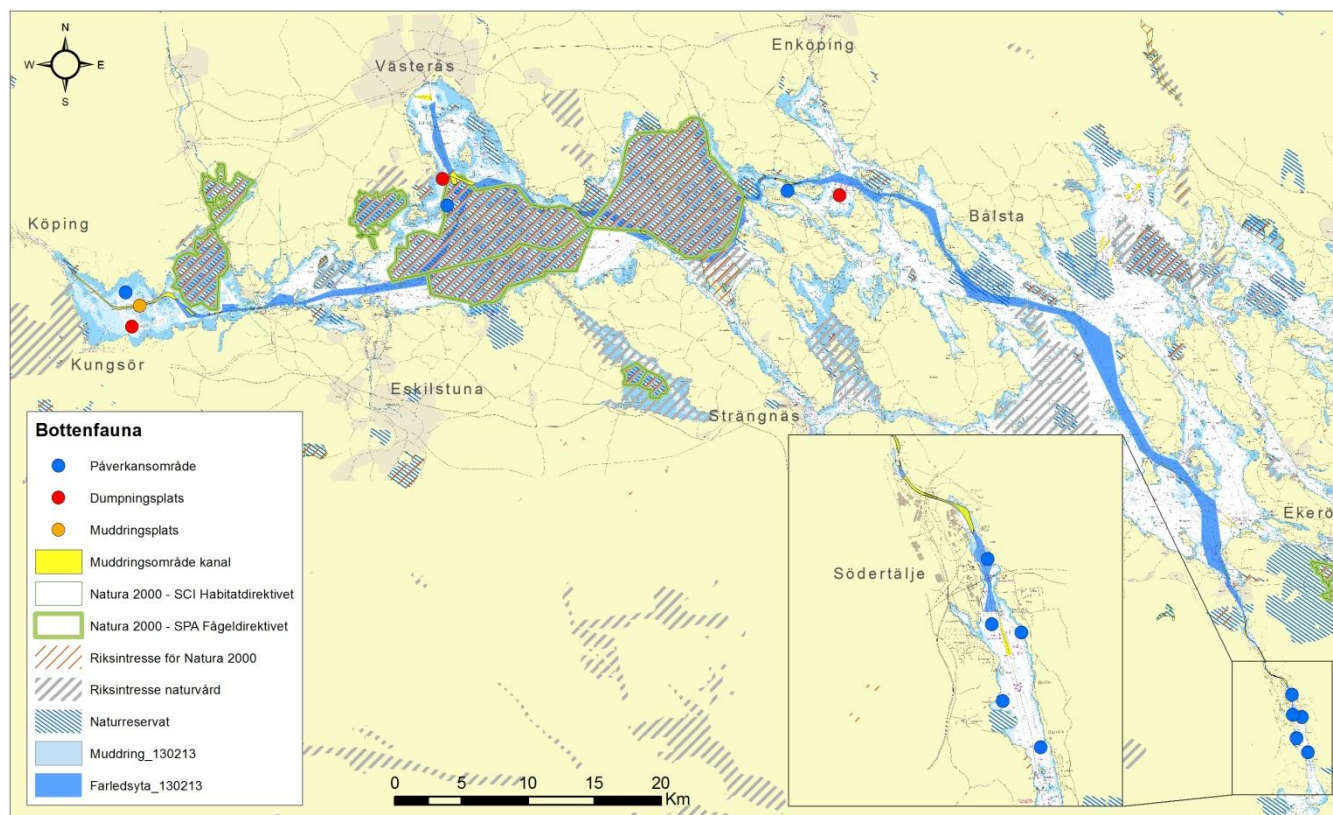 N
W E
S
Enköping
Västerås
Bålsta
Köping
Kungsör
Eskilstuna
Strängnäs
Ekerö
Södertälje
Bottenfauna
Påverkansområde
Dumpningsplats
Muddringsplats
Muddringsområde kanal
Natura 2000 - SCI Habitatdirektivet
Natura 2000 - SPA Fågeldirektivet
Riksintresse för Natura 2000
Riksintresse naturvård
Naturreservat
Muddring_130213
Farledsyta_130213
0 5 10 15 20
Km